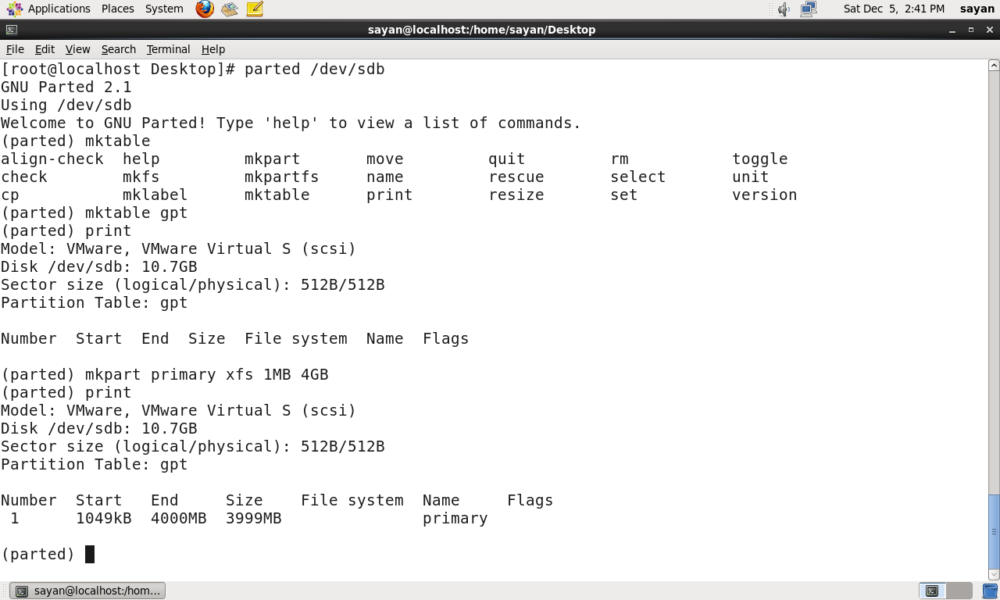 Applications Places System Sat Dec 5, 2:41 PM sayan
sayan@localhost:/home/sayan/Desktop
File Edit View Search Terminal Help
[root@localhost Desktop]# parted /dev/sdb
GNU Parted 2.1
Using /dev/sdb
Welcome to GNU Parted! Type 'help' to view a list of commands.
(parted) mktable
align-check  help         mkpart       move         quit         rm           toggle
check        mkfs         mkpartfs     name         rescue       select       unit
cp           mklabel      mktable      print        resize       set          version
(parted) mktable gpt
(parted) print
Model: VMware, VMware Virtual S (scsi)
Disk /dev/sdb: 10.7GB
Sector size (logical/physical): 512B/512B
Partition Table: gpt
Number  Start  End  Size  File system  Name  Flags
(parted) mkpart primary xfs 1MB 4GB
(parted) print
Model: VMware, VMware Virtual S (scsi)
Disk /dev/sdb: 10.7GB
Sector size (logical/physical): 512B/512B
Partition Table: gpt
Number  Start   End     Size    File system  Name     Flags
 1      1049kB  4000MB  3999MB               primary
(parted)
sayan@localhost:/hom...